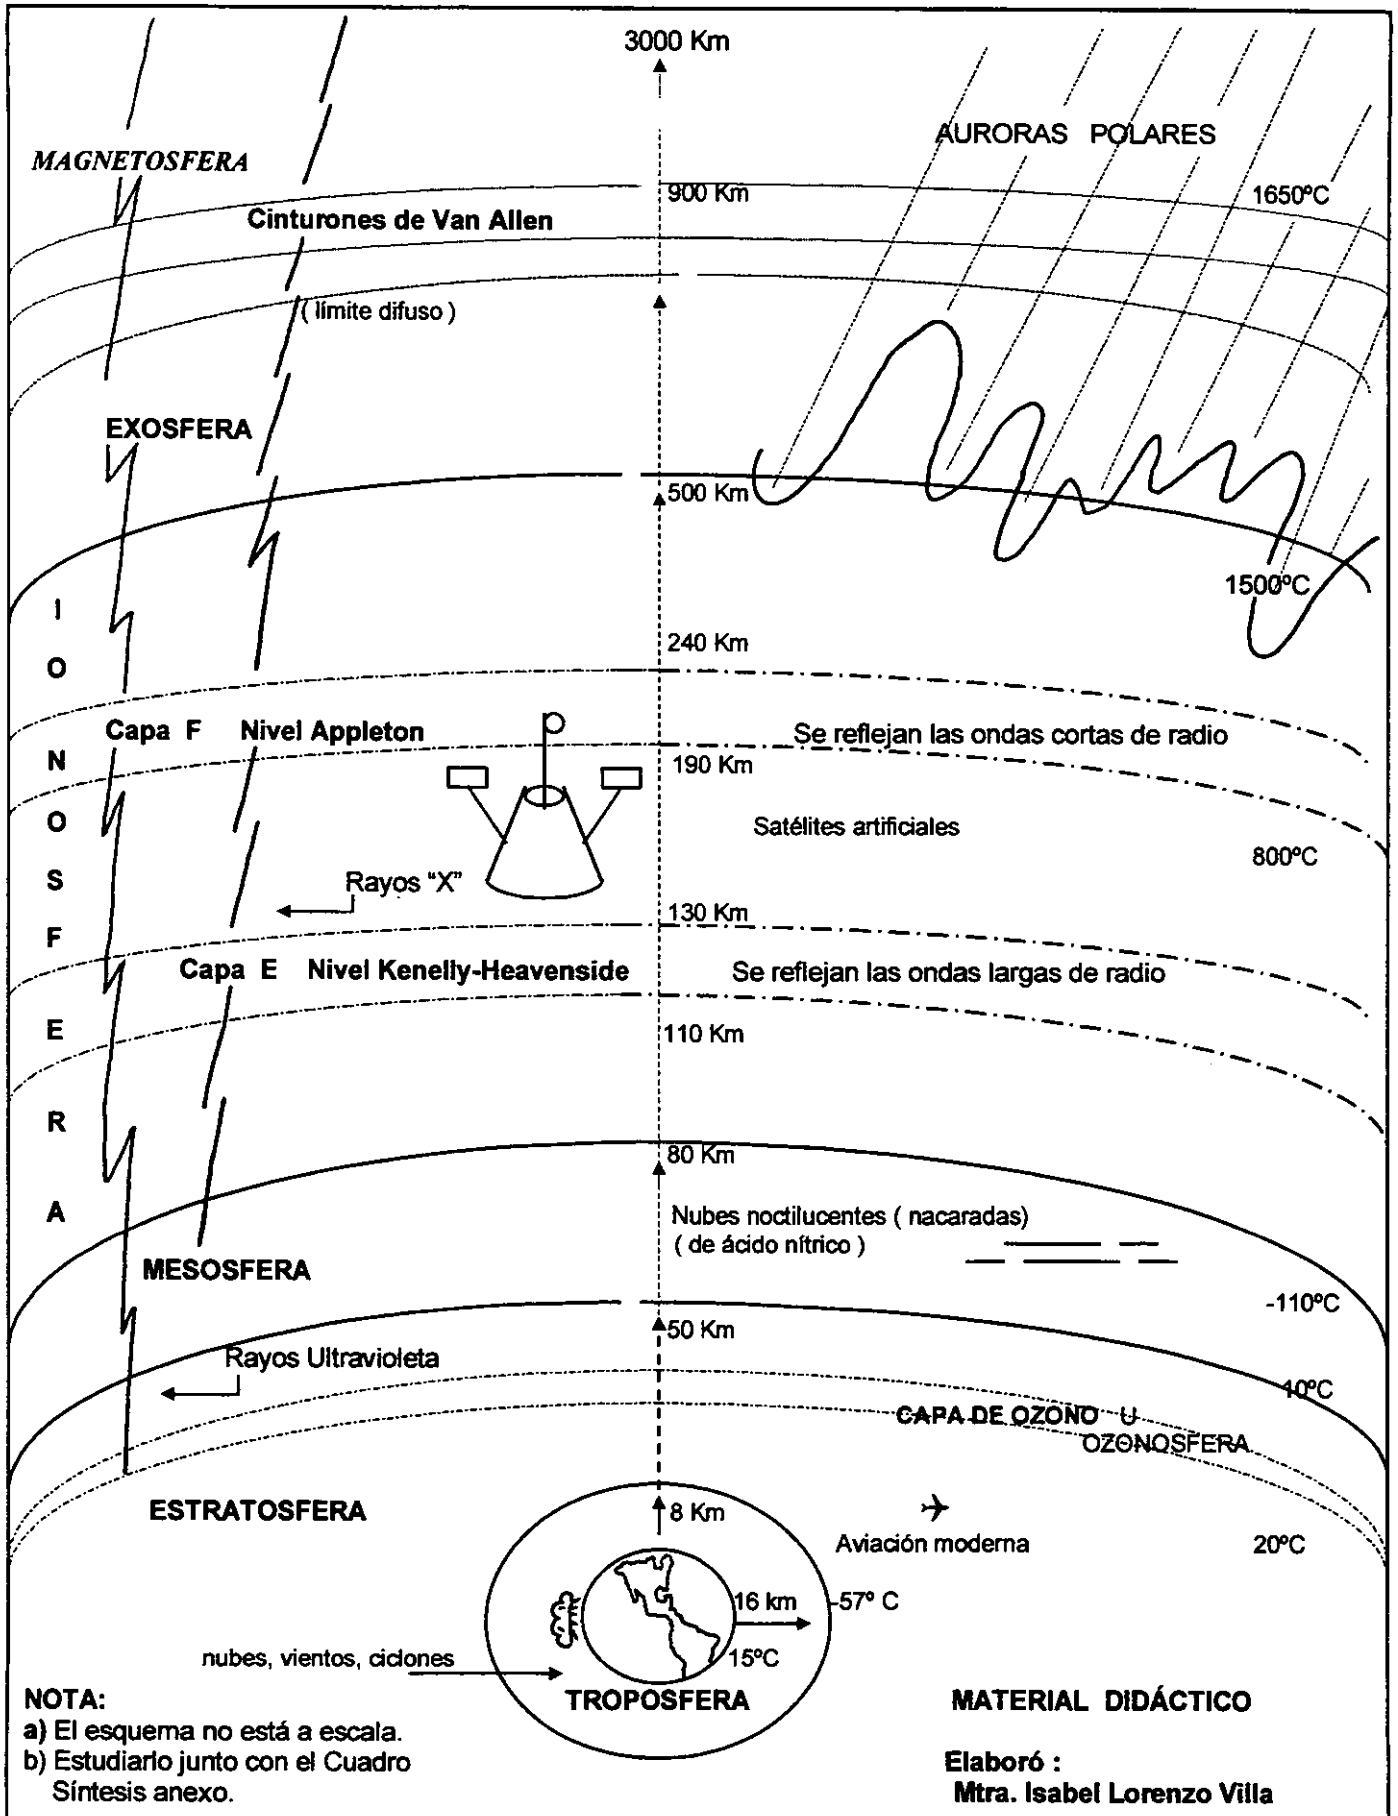 3000 Km
AURORAS POLARES
MAGNETOSFERA
900 Km
1650ºC
Cinturones de Van Allen
( límite difuso )
EXOSFERA
500 Km
1500ºC
I
O
N
O
S
F
E
R
A
240 Km
Capa F Nivel Appleton
Se reflejan las ondas cortas de radio
190 Km
Satélites artificiales
800ºC
Rayos "X"
130 Km
Capa E Nivel Kenelly-Heavenside
Se reflejan las ondas largas de radio
110 Km
80 Km
Nubes noctilucentes ( nacaradas)
( de ácido nítrico )
MESOSFERA
-110ºC
50 Km
Rayos Ultravioleta
10ºC
CAPA DE OZONO U
OZONOSFERA
ESTRATOSFERA
8 Km
Aviación moderna
20ºC
16 km
-57º C
15ºC
nubes, vientos, ciclones
TROPOSFERA
NOTA:
a) El esquema no está a escala.
b) Estudiarlo junto con el Cuadro
Síntesis anexo.
MATERIAL DIDÁCTICO
Elaboró :
Mtra. Isabel Lorenzo Villa